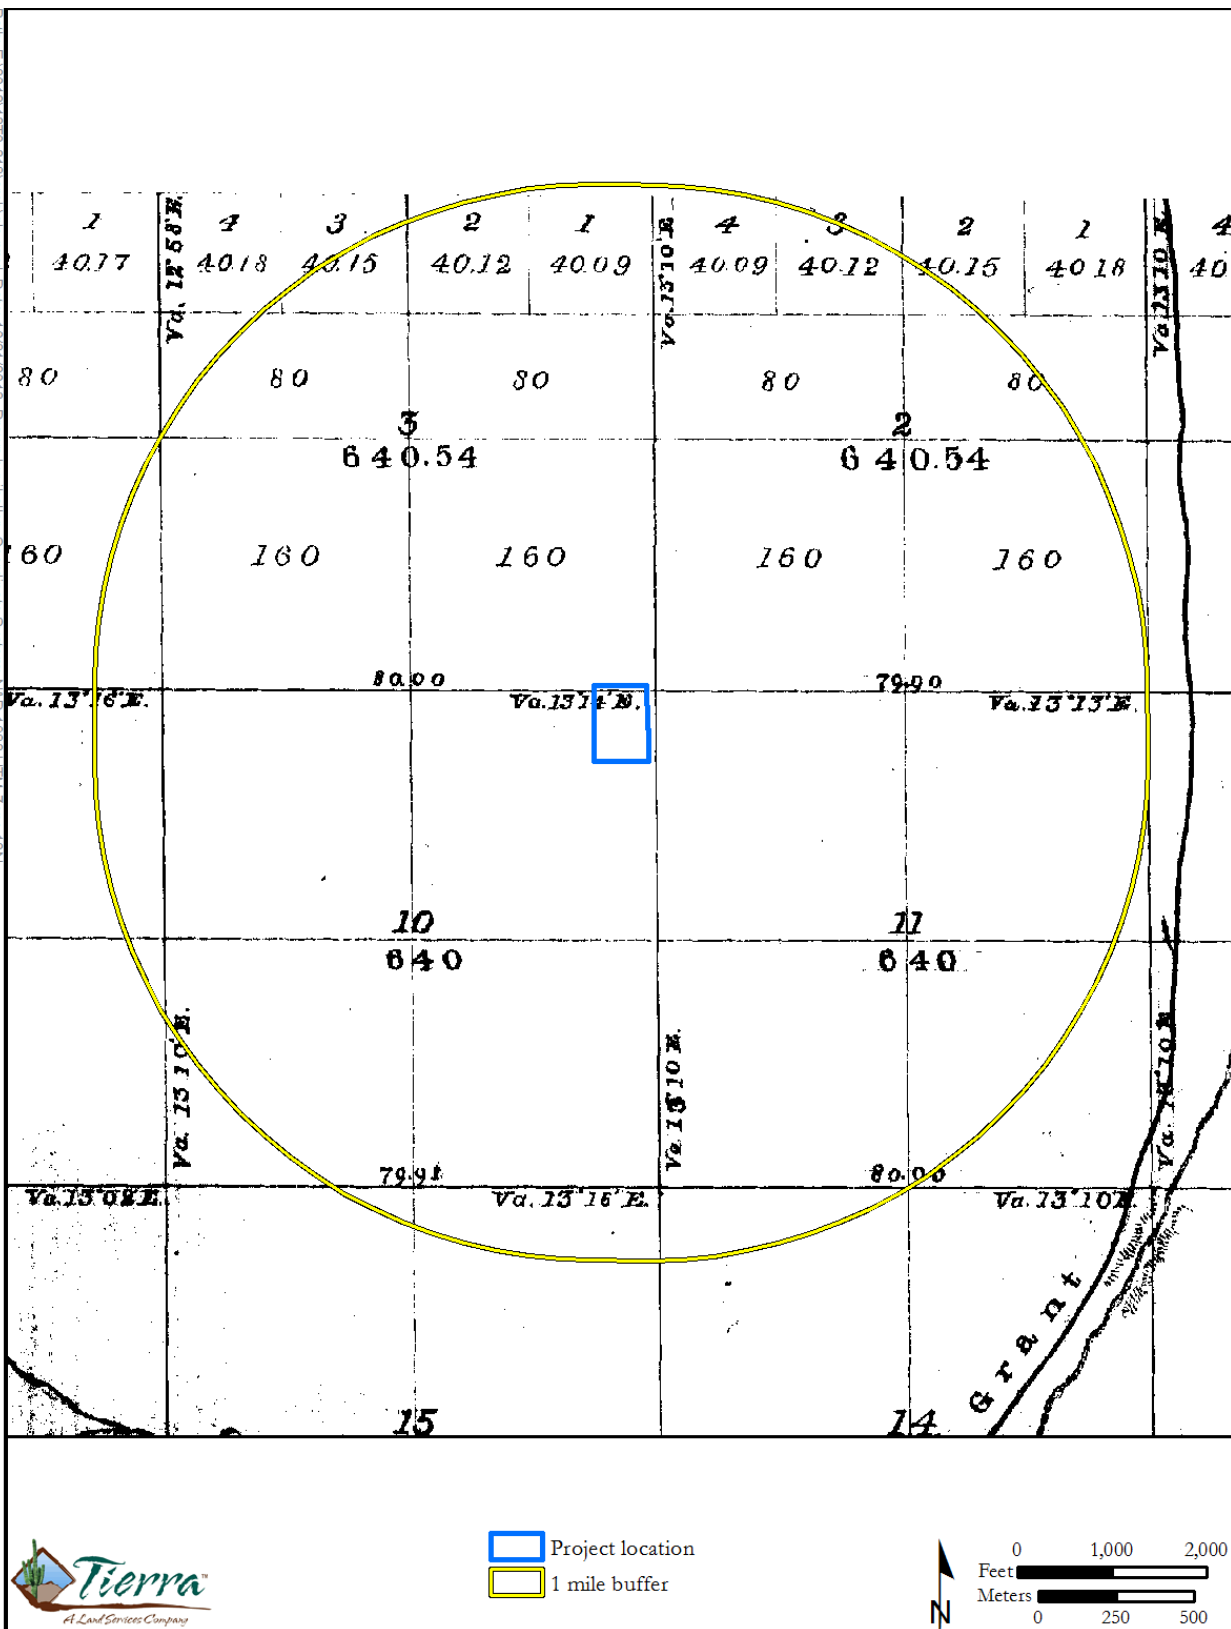 1 4 3 2 1 4 3 2 1 4
40.17 40.18 40.15 40.12 40.09 40.09 40.12 40.15 40 18 40
Va. 12° 58' E.
Va. 13° 10' E.
Va 13 10 E
80 80 80 80 80
3 2
640.54 640.54
160 160 160 160 160
80.00 79.90
Va. 13° 16' E. Va. 13° 14' E. Va. 13° 13' E.
10 11
640 640
Va. 13 10' E.
Va 13 10 E.
79.98 80.00
Va. 13° 02 E. Va. 13° 16' E. Va. 13° 10 E.
Grant
15 14
Tierra™
A Land Services Company
Project location
1 mile buffer
N
0 1,000 2,000
Feet
Meters
0 250 500